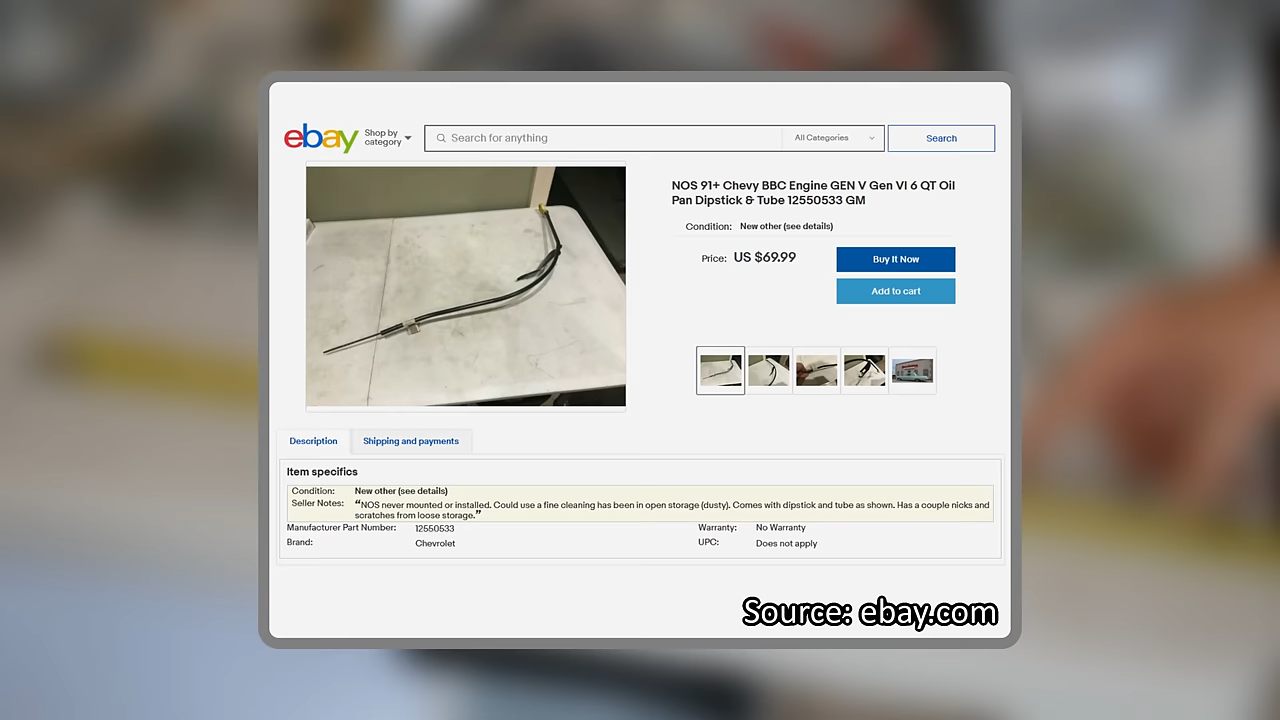 ebay
Shop by
category
Search for anything
All Categories
Search
NOS 91+ Chevy BBC Engine GEN V Gen VI 6 QT Oil
Pan Dipstick & Tube 12550533 GM
Condition: New other (see details)
Price: US $69.99
Buy It Now
Add to cart
Description
Shipping and payments
Item specifics
Condition: New other (see details)
Seller Notes: “NOS never mounted or installed. Could use a fine cleaning has been in open storage (dusty). Comes with dipstick and tube as shown. Has a couple nicks and
scratches from loose storage.”
Manufacturer Part Number: 12550533
Warranty: No Warranty
Brand: Chevrolet
UPC: Does not apply
Source: ebay.com